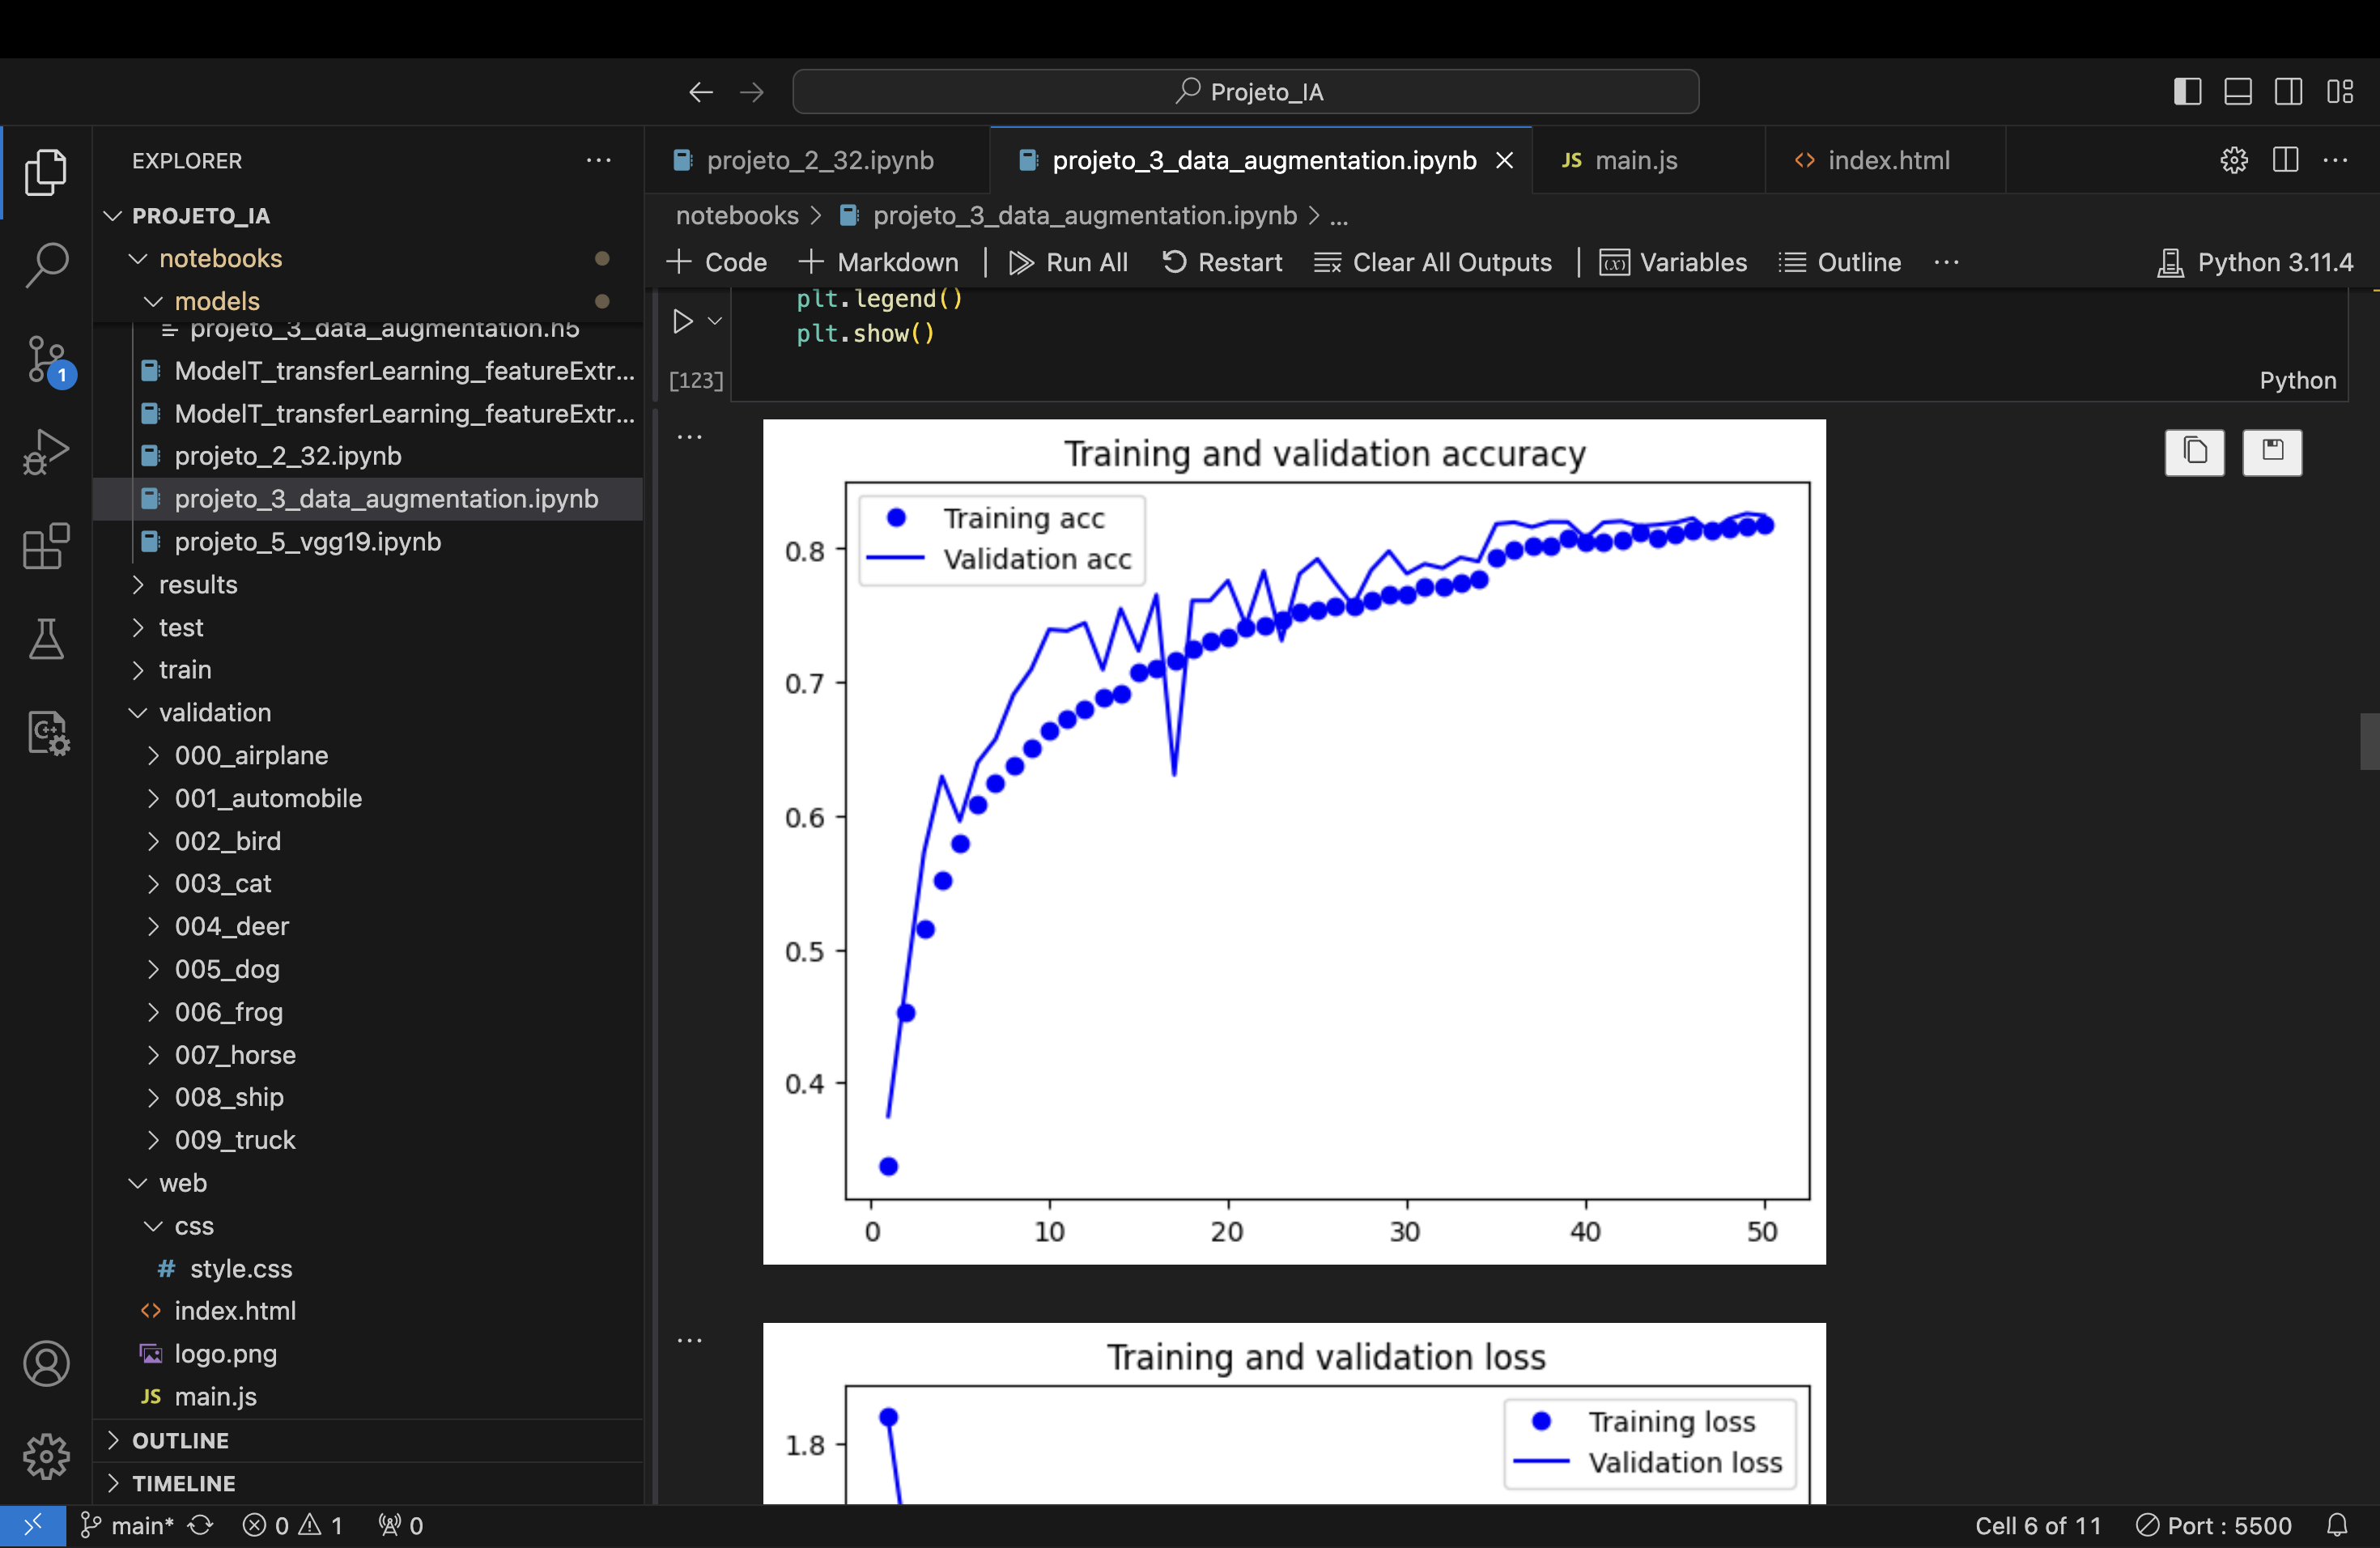 Projeto_IA
EXPLORER
PROJETO_IA
notebooks
models
projeto_3_data_augmentation.h5
ModelT_transferLearning_featureExtr...
ModelT_transferLearning_featureExtr...
projeto_2_32.ipynb
projeto_3_data_augmentation.ipynb
projeto_5_vgg19.ipynb
results
test
train
validation
000_airplane
001_automobile
002_bird
003_cat
004_deer
005_dog
006_frog
007_horse
008_ship
009_truck
web
css
# style.css
<> index.html
logo.png
JS main.js
OUTLINE
TIMELINE
1
projeto_2_32.ipynb
projeto_3_data_augmentation.ipynb
JS main.js
<> index.html
notebooks > projeto_3_data_augmentation.ipynb > ...
+ Code + Markdown | Run All Restart Clear All Outputs | Variables Outline ...
Python 3.11.4
plt.legend()
plt.show()
[123]
Python
Training and validation accuracy
Training acc
Validation acc
0.8
0.7
0.6
0.5
0.4
0 10 20 30 40 50
Training and validation loss
Training loss
Validation loss
1.8
main* 0 1 0
Cell 6 of 11 Port : 5500